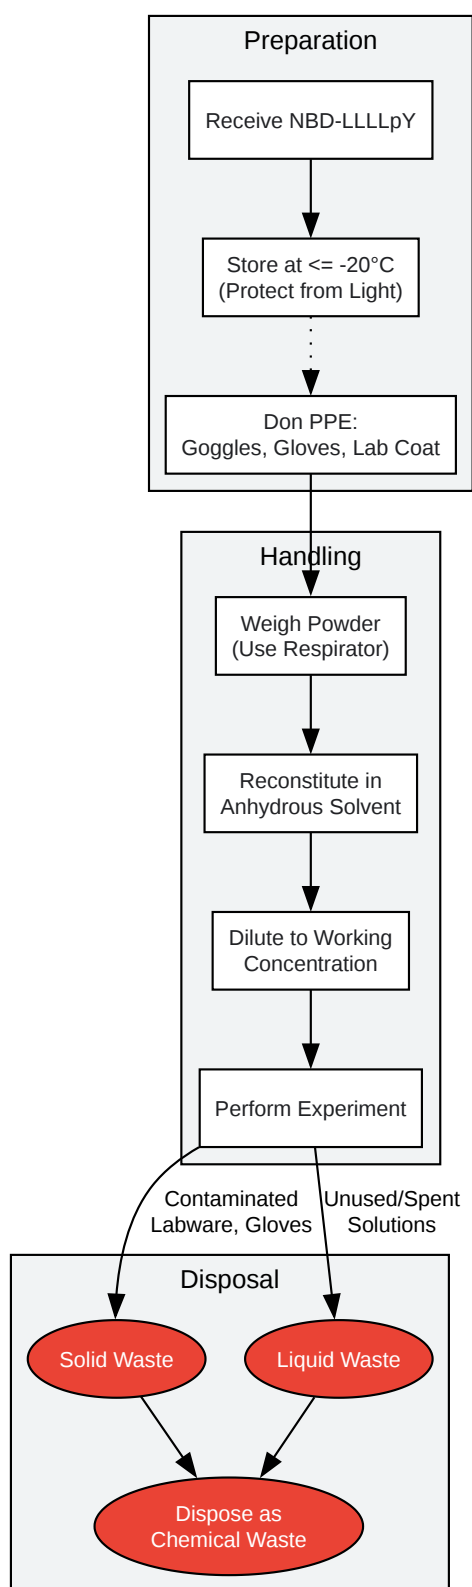 Preparation
Receive NBD-LLLLpY
Store at <= -20°C
(Protect from Light)
Don PPE:
Goggles, Gloves, Lab Coat
Handling
Weigh Powder
(Use Respirator)
Reconstitute in
Anhydrous Solvent
Dilute to Working
Concentration
Perform Experiment
Contaminated
Labware, Gloves
Unused/Spent
Solutions
Disposal
Solid Waste
Liquid Waste
Dispose as
Chemical Waste